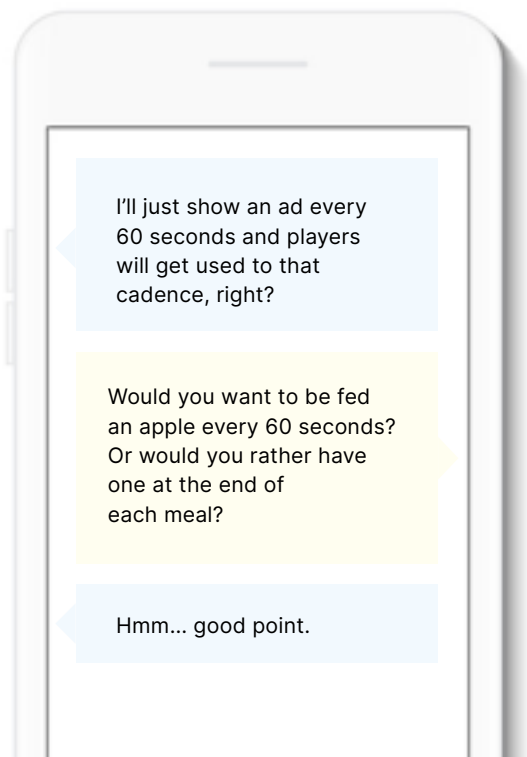 I’ll just show an ad every
60 seconds and players
will get used to that
cadence, right?
Would you want to be fed
an apple every 60 seconds?
Or would you rather have
one at the end of
each meal?
Hmm... good point.